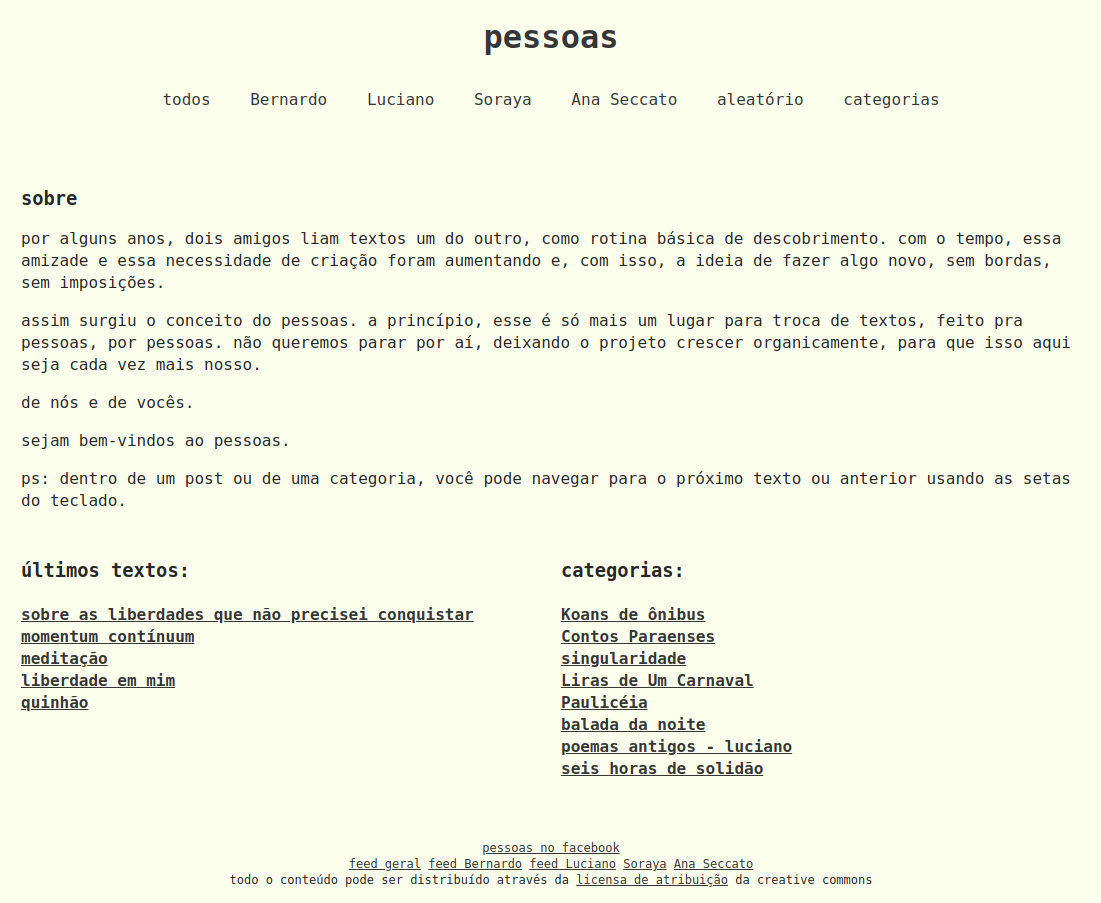 pessoas
todos Bernardo Luciano Soraya Ana Seccato aleatório categorias
sobre
por alguns anos, dois amigos liam textos um do outro, como rotina básica de descobrimento. com o tempo, essa
amizade e essa necessidade de criação foram aumentando e, com isso, a ideia de fazer algo novo, sem bordas,
sem imposições.
assim surgiu o conceito do pessoas. a princípio, esse é só mais um lugar para troca de textos, feito pra
pessoas, por pessoas. não queremos parar por aí, deixando o projeto crescer organicamente, para que isso aqui
seja cada vez mais nosso.
de nós e de vocês.
sejam bem-vindos ao pessoas.
ps: dentro de um post ou de uma categoria, você pode navegar para o próximo texto ou anterior usando as setas
do teclado.
últimos textos:
sobre as liberdades que não precisei conquistar
momentum contínuum
meditação
liberdade em mim
quinhão
categorias:
Koans de ônibus
Contos Paraenses
singularidade
Liras de Um Carnaval
Paulicéia
balada da noite
poemas antigos - luciano
seis horas de solidão
pessoas no facebook
feed geral feed Bernardo feed Luciano Soraya Ana Seccato
todo o conteúdo pode ser distribuído através da licensa de atribuição da creative commons